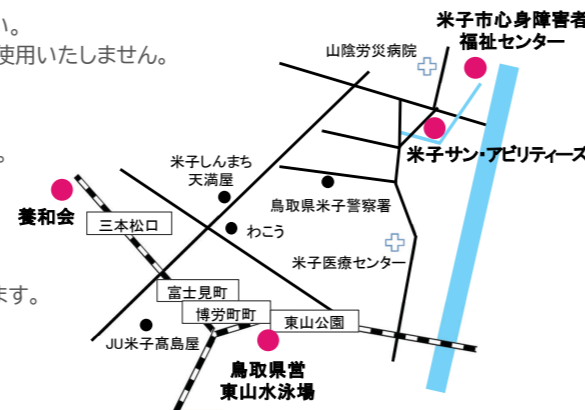 い。
使用いたしません。
。
ます。
米子市心身障害者
福祉センター
山陰労災病院
米子サン・アビリティーズ
米子しんまち
天満屋
鳥取県米子警察署
養和会
三本松口
わこう
米子医療センター
富士見町
博労町町
東山公園
JU米子髙島屋
鳥取県営
東山水泳場